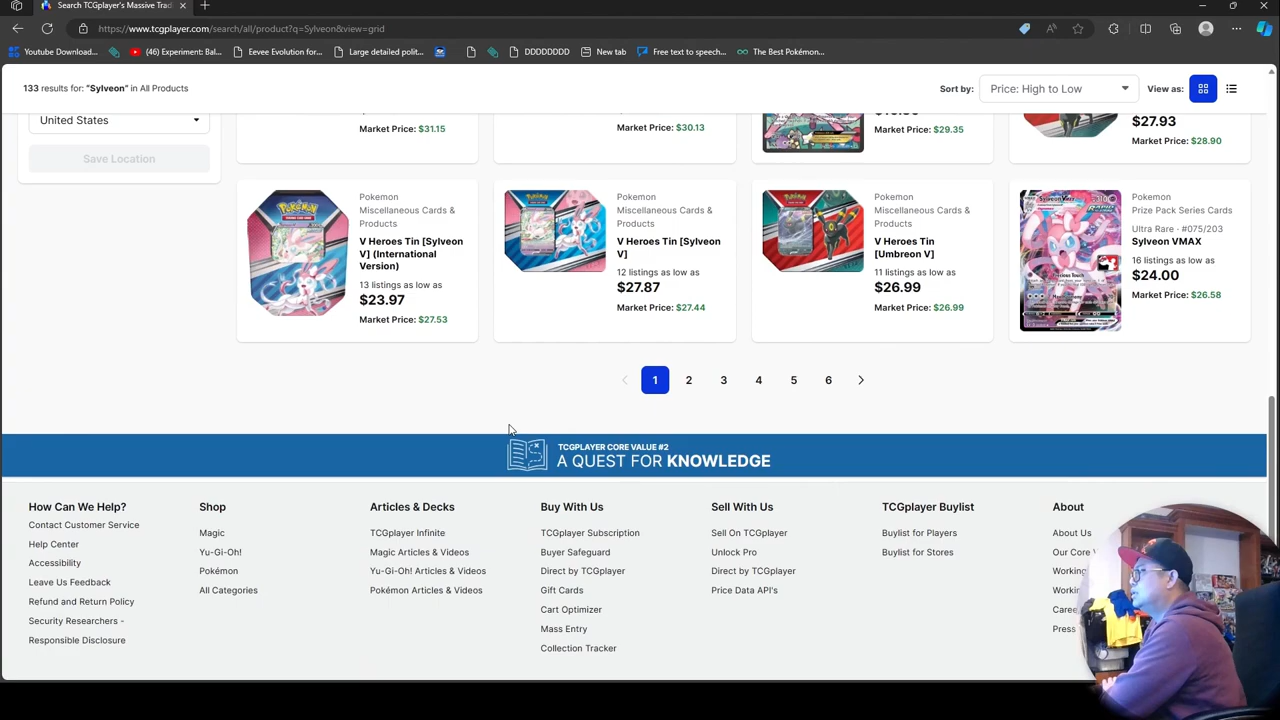 Search TCGplayer's Massive Trad
https://www.tcgplayer.com/search/all/product?q=Sylveon&view=grid
Youtube Download...
(46) Experiment: Bal...
Eevee Evolution for...
Large detailed polit...
DDDDDDDD
New tab
Free text to speech...
The Best Pokémon...
133 results for: "Sylveon" in All Products
Sort by:
Price: High to Low
View as:
United States
Save Location
Market Price: $31.15
Market Price: $30.13
Market Price: $29.35
$27.93
Market Price: $28.90
Pokemon
Miscellaneous Cards &
Products
V Heroes Tin [Sylveon
V] (International
Version)
13 listings as low as
$23.97
Market Price: $27.53
Pokemon
Miscellaneous Cards &
Products
V Heroes Tin [Sylveon
V]
12 listings as low as
$27.87
Market Price: $27.44
Pokemon
Miscellaneous Cards &
Products
V Heroes Tin
[Umbreon V]
11 listings as low as
$26.99
Market Price: $26.99
Pokemon
Prize Pack Series Cards
Ultra Rare · #075/203
Sylveon VMAX
16 listings as low as
$24.00
Market Price: $26.58
1 2 3 4 5 6
TCGPLAYER CORE VALUE #2
A QUEST FOR KNOWLEDGE
How Can We Help?
Contact Customer Service
Help Center
Accessibility
Leave Us Feedback
Refund and Return Policy
Security Researchers -
Responsible Disclosure
Shop
Magic
Yu-Gi-Oh!
Pokémon
All Categories
Articles & Decks
TCGplayer Infinite
Magic Articles & Videos
Yu-Gi-Oh! Articles & Videos
Pokémon Articles & Videos
Buy With Us
TCGplayer Subscription
Buyer Safeguard
Direct by TCGplayer
Gift Cards
Cart Optimizer
Mass Entry
Collection Tracker
Sell With Us
Sell On TCGplayer
Unlock Pro
Direct by TCGplayer
Price Data API's
TCGplayer Buylist
Buylist for Players
Buylist for Stores
About
About Us
Our Core
Working
Workin
Caree
Press